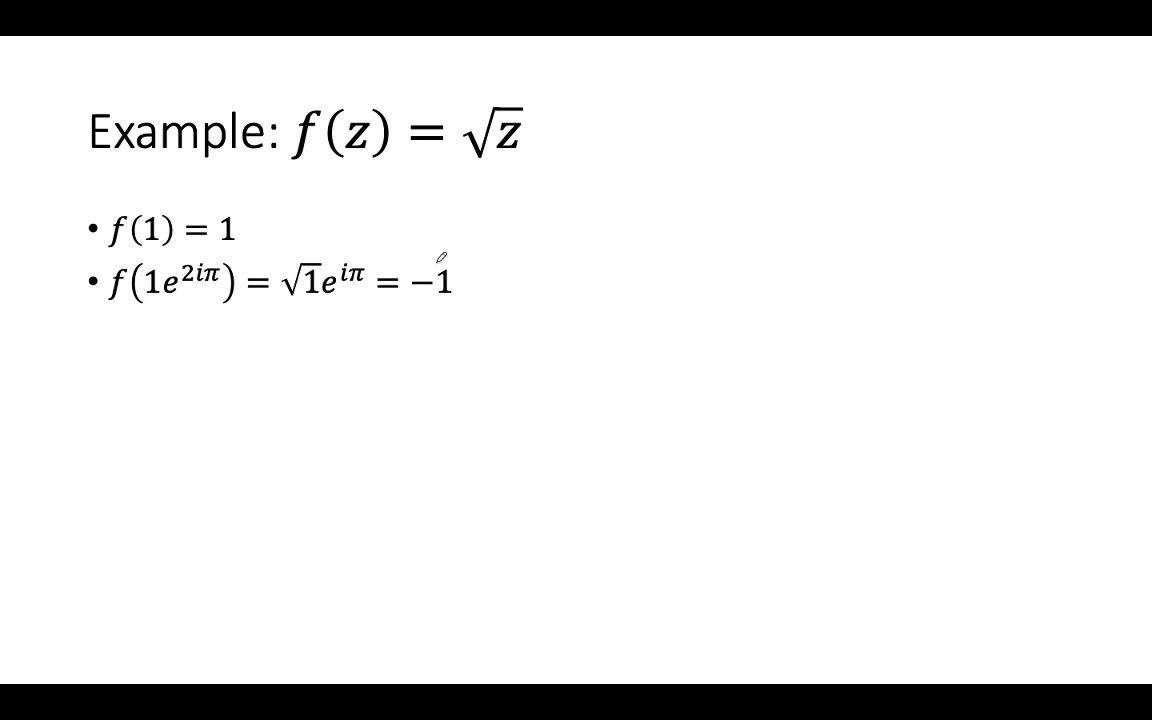 Example: f(z) = √z
• f(1) = 1
• f(1e^{2iπ}) = √1e^{iπ} = −1